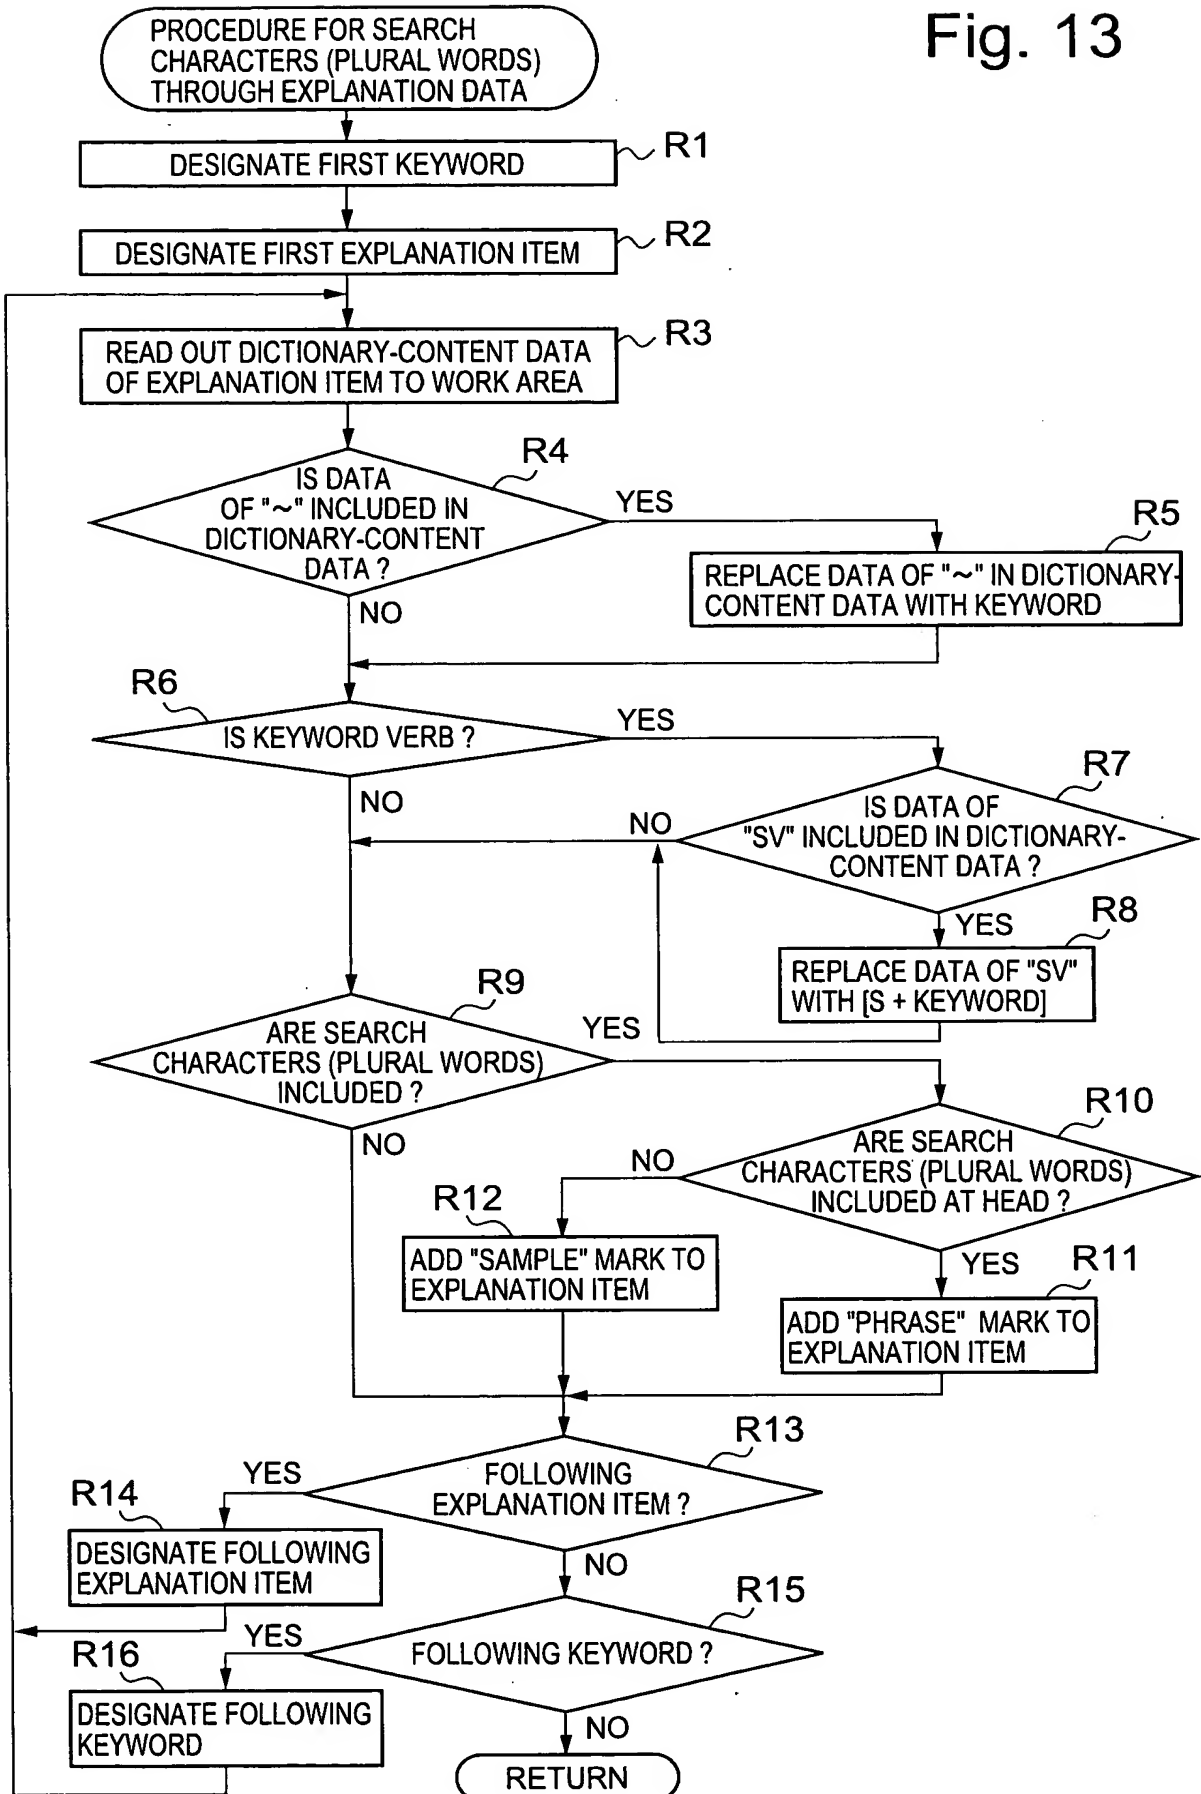 Fig. 13
PROCEDURE FOR SEARCH
CHARACTERS (PLURAL WORDS)
THROUGH EXPLANATION DATA
R1
DESIGNATE FIRST KEYWORD
R2
DESIGNATE FIRST EXPLANATION ITEM
R3
READ OUT DICTIONARY-CONTENT DATA
OF EXPLANATION ITEM TO WORK AREA
R4
IS DATA
OF "~" INCLUDED IN
DICTIONARY-CONTENT
DATA ?
YES
NO
R5
REPLACE DATA OF "~" IN DICTIONARY-
CONTENT DATA WITH KEYWORD
R6
IS KEYWORD VERB ?
YES
NO
R7
IS DATA OF
"SV" INCLUDED IN DICTIONARY-
CONTENT DATA ?
NO
YES
R8
REPLACE DATA OF "SV"
WITH [S + KEYWORD]
R9
ARE SEARCH
CHARACTERS (PLURAL WORDS)
INCLUDED ?
YES
NO
R10
ARE SEARCH
CHARACTERS (PLURAL WORDS)
INCLUDED AT HEAD ?
NO
YES
R12
ADD "SAMPLE" MARK TO
EXPLANATION ITEM
R11
ADD "PHRASE" MARK TO
EXPLANATION ITEM
R13
FOLLOWING
EXPLANATION ITEM ?
YES
NO
R14
DESIGNATE FOLLOWING
EXPLANATION ITEM
R15
FOLLOWING KEYWORD ?
YES
NO
R16
DESIGNATE FOLLOWING
KEYWORD
RETURN